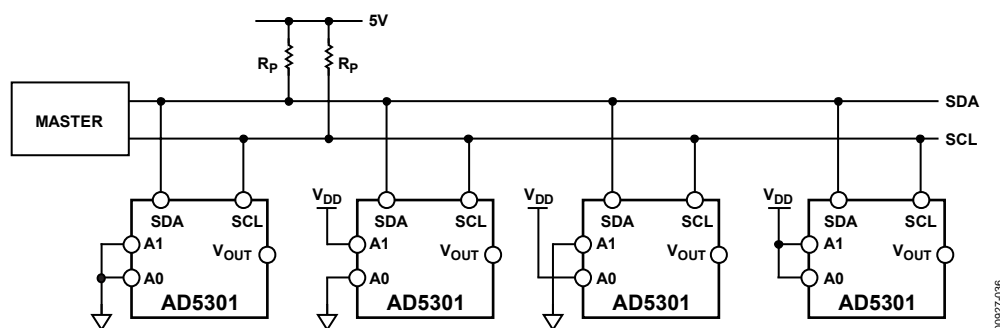 5V
RP RP
MASTER
SDA
SCL
VDD VDD VDD
SDA SCL SDA SCL SDA SCL SDA SCL
A1 A1 A1 A1
VOUT VOUT VOUT VOUT
A0 A0 A0 A0
AD5301 AD5301 AD5301 AD5301